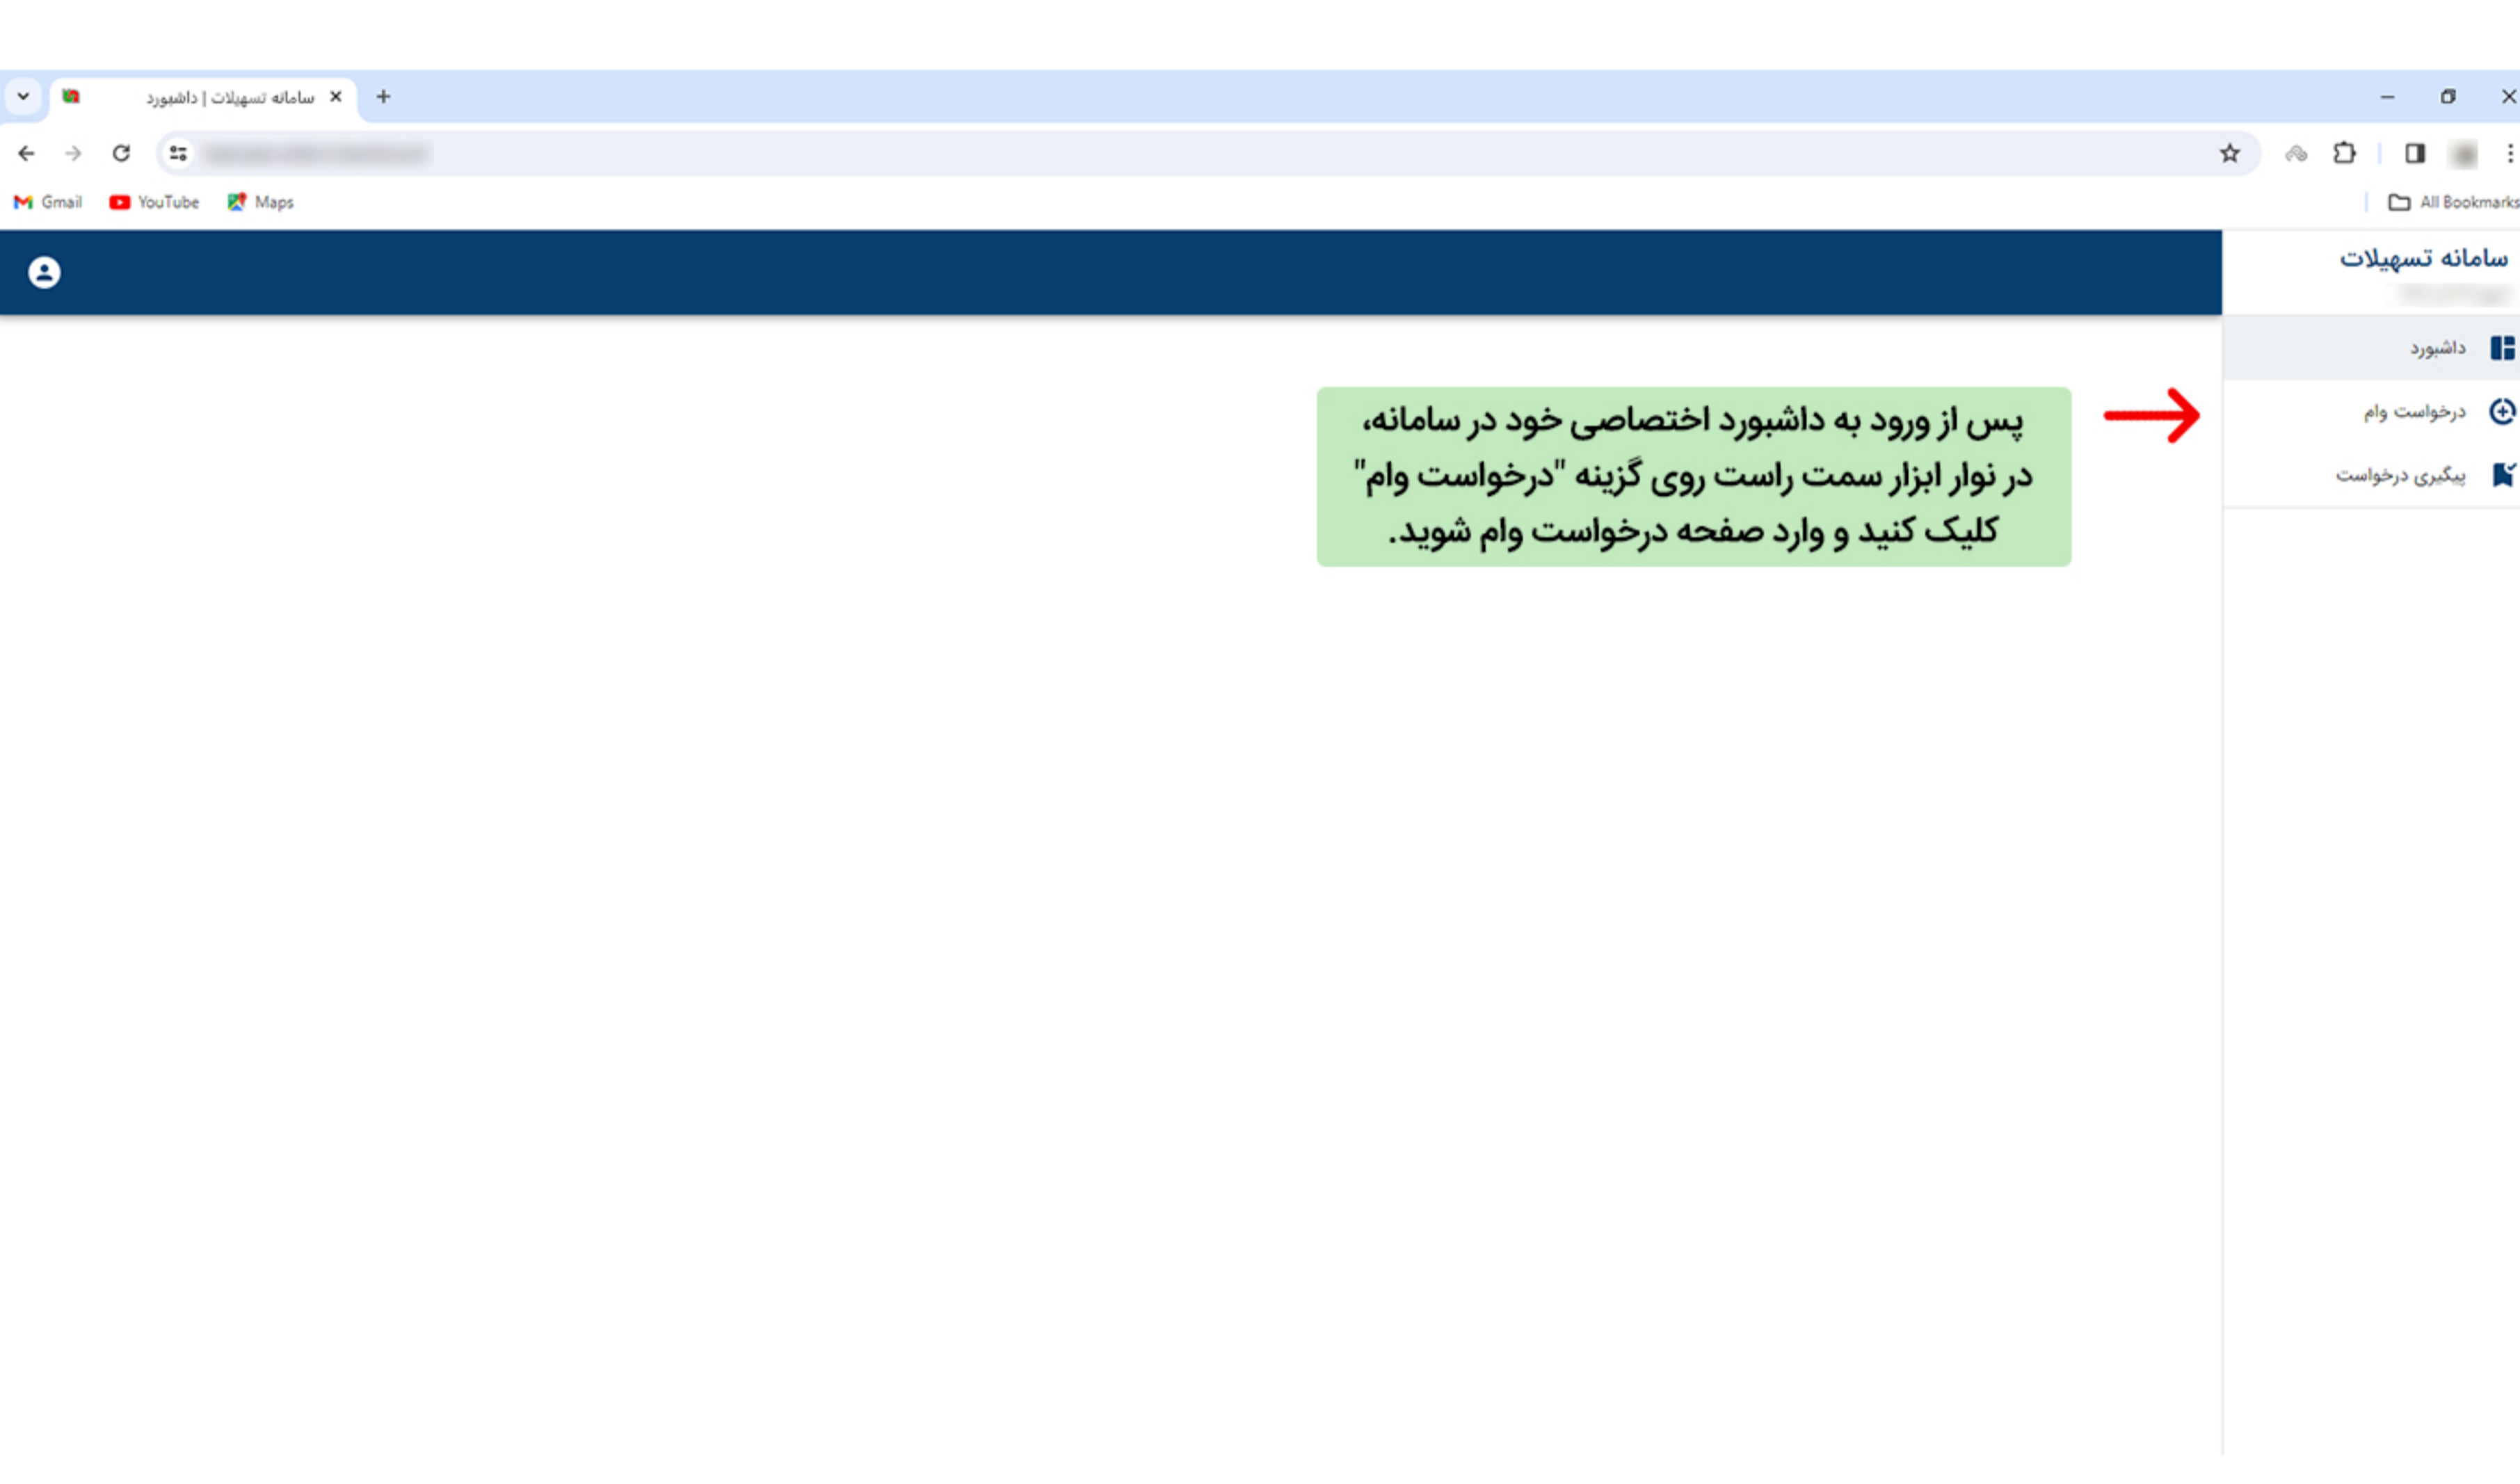 سامانه تسهیلات | داشبورد
Gmail YouTube Maps All Bookmarks
سامانه تسهیلات
داشبورد
درخواست وام
پیگیری درخواست
پس از ورود به داشبورد اختصاصی خود در سامانه،
در نوار ابزار سمت راست روی گزینه "درخواست وام"
کلیک کنید و وارد صفحه درخواست وام شوید.